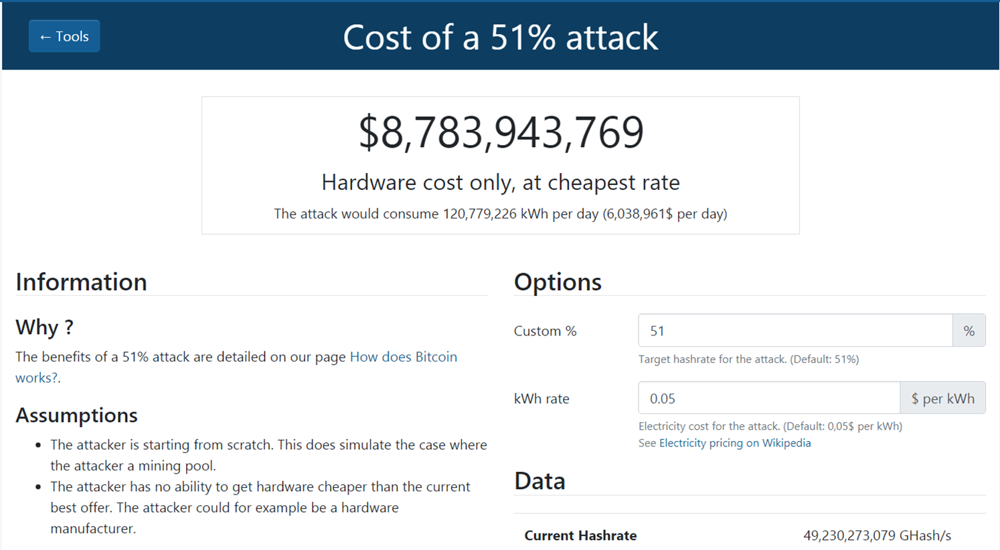 ← Tools
Cost of a 51% attack
$8,783,943,769
Hardware cost only, at cheapest rate
The attack would consume 120,779,226 kWh per day (6,038,961$ per day)
Information
Why ?
The benefits of a 51% attack are detailed on our page How does Bitcoin
works?.
Assumptions
• The attacker is starting from scratch. This does simulate the case where
the attacker a mining pool.
• The attacker has no ability to get hardware cheaper than the current
best offer. The attacker could for example be a hardware
manufacturer.
Options
Custom % 51 %
Target hashrate for the attack. (Default: 51%)
kWh rate 0.05 $ per kWh
Electricity cost for the attack. (Default: 0,05$ per kWh)
See Electricity pricing on Wikipedia
Data
Current Hashrate 49,230,273,079 GHash/s